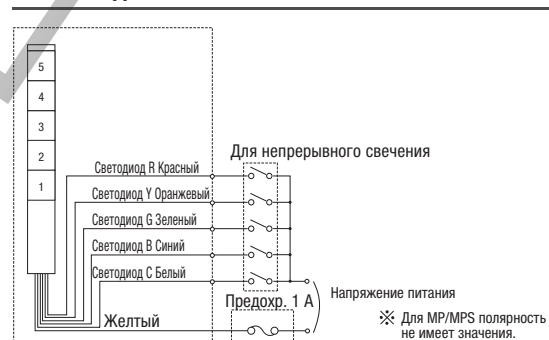 5
4
3
2
1
Для непрерывного свечения
Светодиод R Красный
Светодиод Y Оранжевый
Светодиод G Зеленый
Светодиод B Синий
Светодиод C Белый
Предохр. 1 А
Желтый
Напряжение питания
※ Для MP/MPS полярность
не имеет значения.